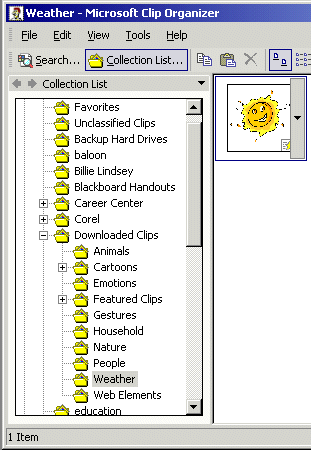 Weather - Microsoft Clip Organizer
File Edit View Tools Help
Search... Collection List...
Collection List
Favorites
Unclassified Clips
Backup Hard Drives
baloon
Billie Lindsey
Blackboard Handouts
Career Center
Corel
Downloaded Clips
Animals
Cartoons
Emotions
Featured Clips
Gestures
Household
Nature
People
Weather
Web Elements
education
1 Item